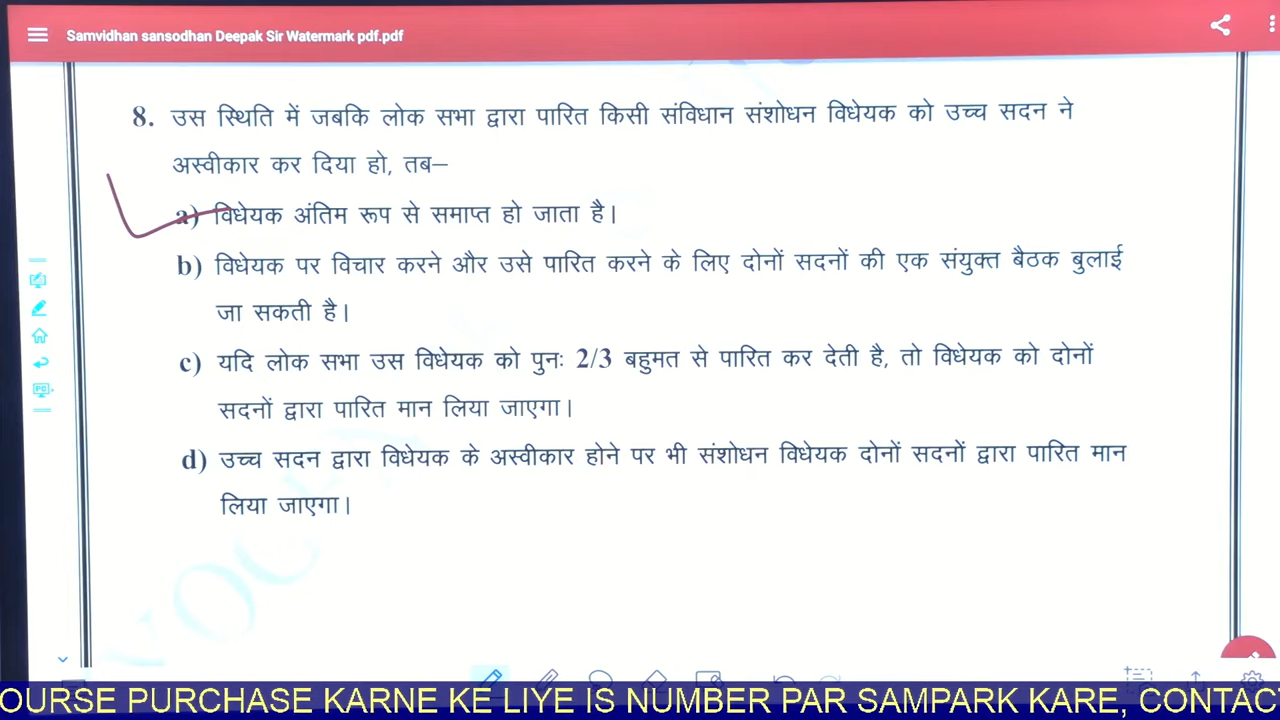 Samvidhan sansodhan Deepak Sir Watermark pdf.pdf
8. उस स्थिति में जबकि लोक सभा द्वारा पारित किसी संविधान संशोधन विधेयक को उच्च सदन ने
अस्वीकार कर दिया हो, तब–
a) विधेयक अंतिम रूप से समाप्त हो जाता है।
b) विधेयक पर विचार करने और उसे पारित करने के लिए दोनों सदनों की एक संयुक्त बैठक बुलाई
जा सकती है।
c) यदि लोक सभा उस विधेयक को पुनः 2/3 बहुमत से पारित कर देती है, तो विधेयक को दोनों
सदनों द्वारा पारित मान लिया जाएगा।
d) उच्च सदन द्वारा विधेयक के अस्वीकार होने पर भी संशोधन विधेयक दोनों सदनों द्वारा पारित मान
लिया जाएगा।
OURSE PURCHASE KARNE KE LIYE IS NUMBER PAR SAMPARK KARE, CONTAC